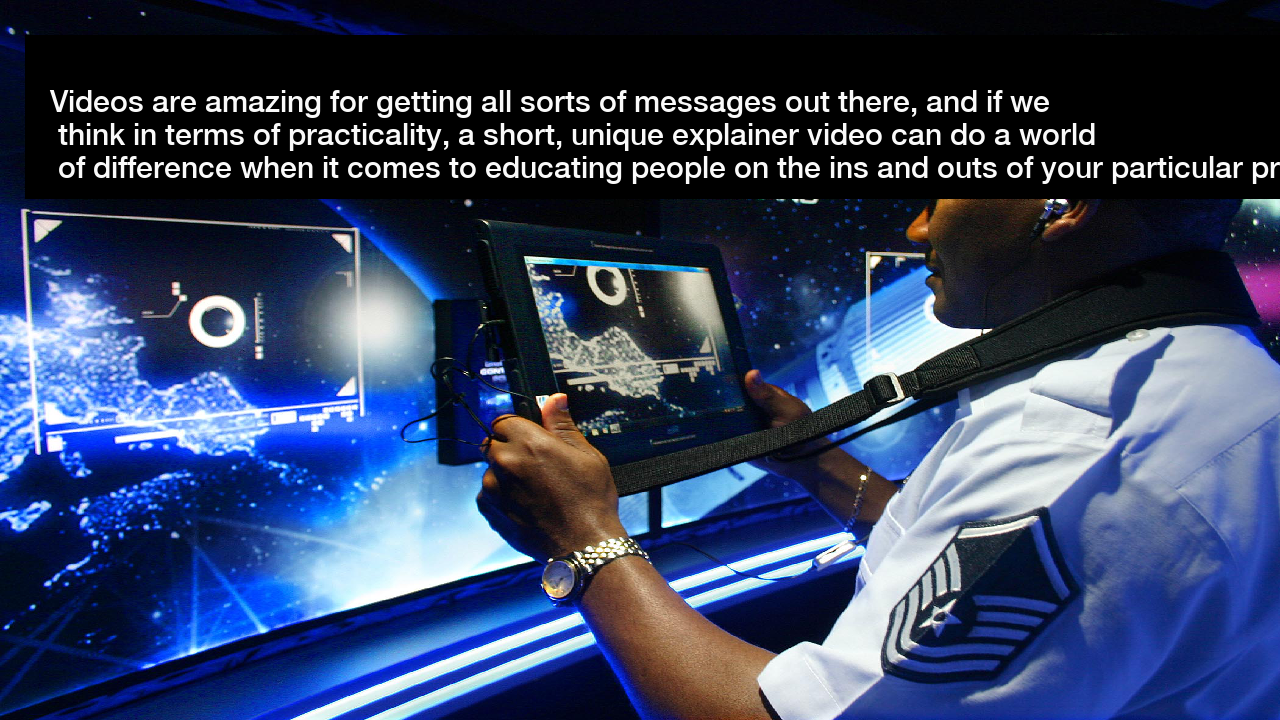 Videos are amazing for getting all sorts of messages out there, and if we
think in terms of practicality, a short, unique explainer video can do a world
of difference when it comes to educating people on the ins and outs of your particular